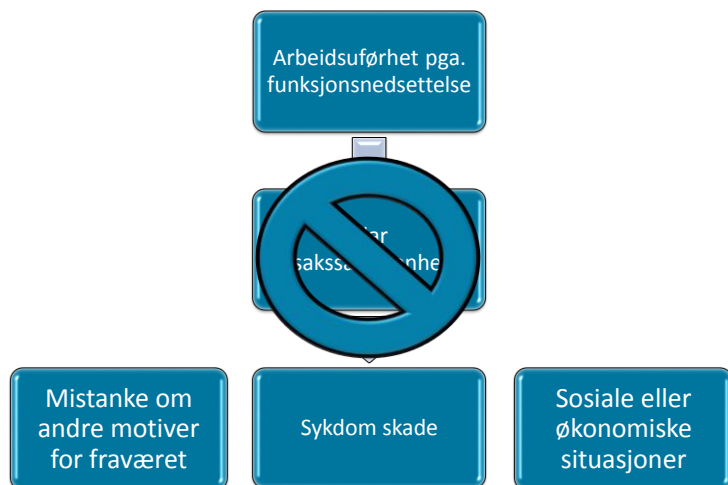 Arbeidsuførhet pga.
funksjonsnedsettelse
Mistanke om
andre motiver
for fraværet
Sykdom skade
Sosiale eller
økonomiske
situasjoner